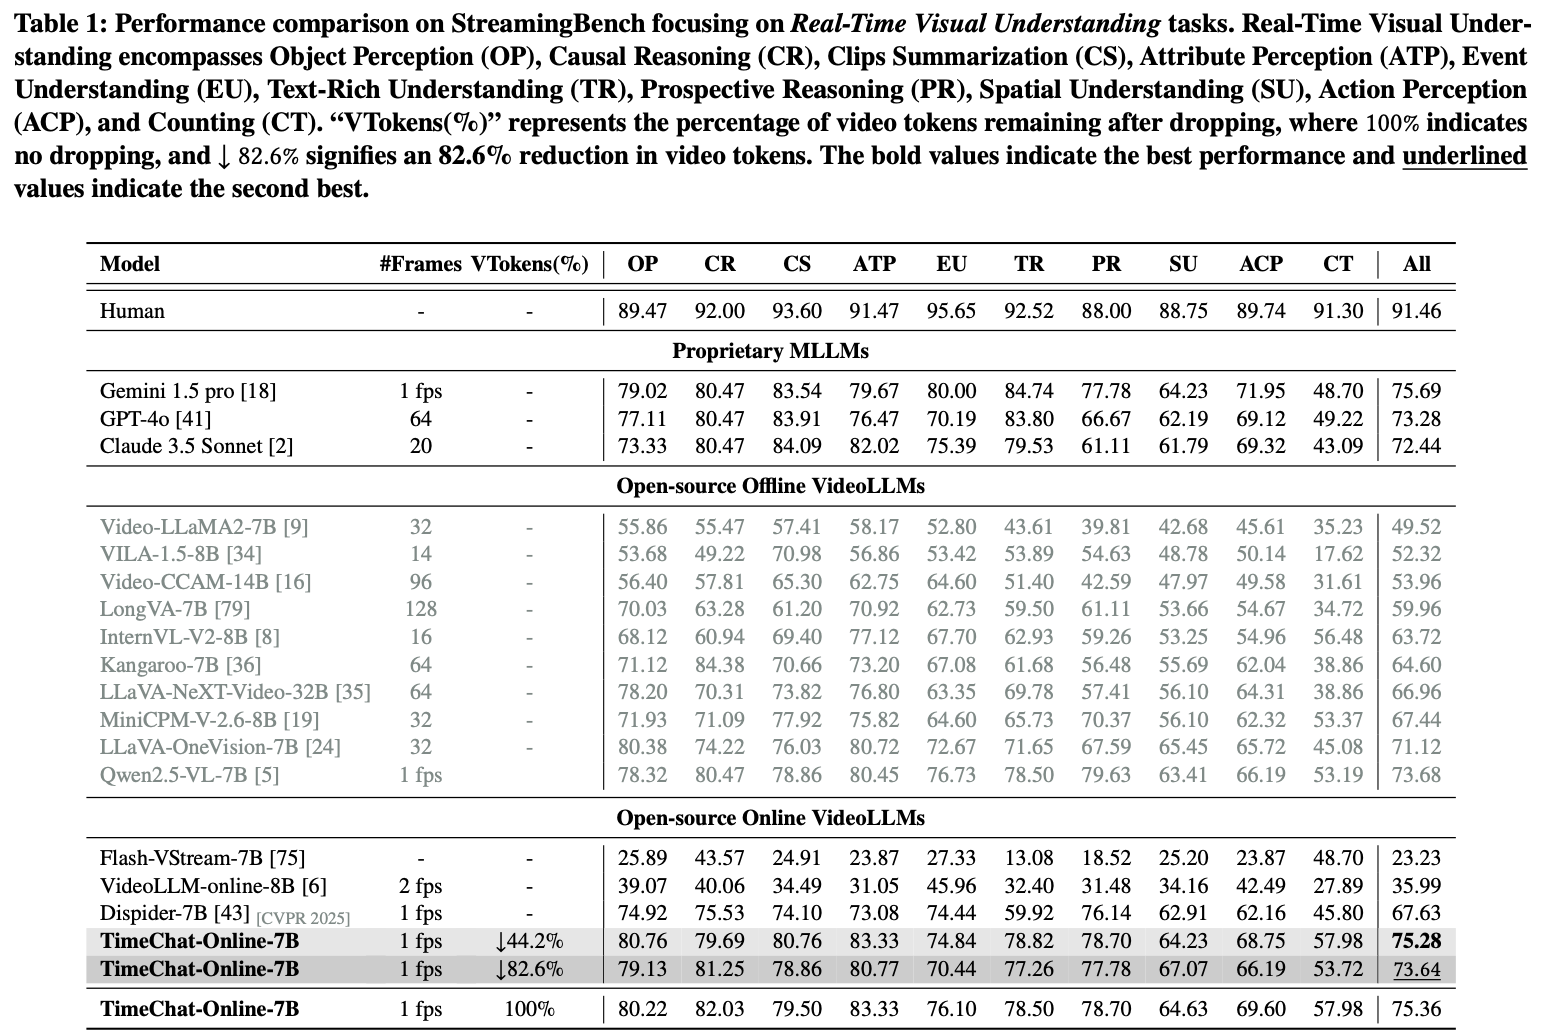 Table 1: Performance comparison on StreamingBench focusing on Real-Time Visual Understanding tasks. Real-Time Visual Under-
standing encompasses Object Perception (OP), Causal Reasoning (CR), Clips Summarization (CS), Attribute Perception (ATP), Event
Understanding (EU), Text-Rich Understanding (TR), Prospective Reasoning (PR), Spatial Understanding (SU), Action Perception
(ACP), and Counting (CT). “VTokens(%)” represents the percentage of video tokens remaining after dropping, where 100% indicates
no dropping, and ↓ 82.6% signifies an 82.6% reduction in video tokens. The bold values indicate the best performance and underlined
values indicate the second best.
Model #Frames VTokens(%) OP CR CS ATP EU TR PR SU ACP CT All
Human - - 89.47 92.00 93.60 91.47 95.65 92.52 88.00 88.75 89.74 91.30 91.46
Proprietary MLLMs
Gemini 1.5 pro [18] 1 fps - 79.02 80.47 83.54 79.67 80.00 84.74 77.78 64.23 71.95 48.70 75.69
GPT-4o [41] 64 - 77.11 80.47 83.91 76.47 70.19 83.80 66.67 62.19 69.12 49.22 73.28
Claude 3.5 Sonnet [2] 20 - 73.33 80.47 84.09 82.02 75.39 79.53 61.11 61.79 69.32 43.09 72.44
Open-source Offline VideoLLMs
Video-LLaMA2-7B [9] 32 - 55.86 55.47 57.41 58.17 52.80 43.61 39.81 42.68 45.61 35.23 49.52
VILA-1.5-8B [34] 14 - 53.68 49.22 70.98 56.86 53.42 53.89 54.63 48.78 50.14 17.62 52.32
Video-CCAM-14B [16] 96 - 56.40 57.81 65.30 62.75 64.60 51.40 42.59 47.97 49.58 31.61 53.96
LongVA-7B [79] 128 - 70.03 63.28 61.20 70.92 62.73 59.50 61.11 53.66 54.67 34.72 59.96
InternVL-V2-8B [8] 16 - 68.12 60.94 69.40 77.12 67.70 62.93 59.26 53.25 54.96 56.48 63.72
Kangaroo-7B [36] 64 - 71.12 84.38 70.66 73.20 67.08 61.68 56.48 55.69 62.04 38.86 64.60
LLaVA-NeXT-Video-32B [35] 64 - 78.20 70.31 73.82 76.80 63.35 69.78 57.41 56.10 64.31 38.86 66.96
MiniCPM-V-2.6-8B [19] 32 - 71.93 71.09 77.92 75.82 64.60 65.73 70.37 56.10 62.32 53.37 67.44
LLaVA-OneVision-7B [24] 32 - 80.38 74.22 76.03 80.72 72.67 71.65 67.59 65.45 65.72 45.08 71.12
Qwen2.5-VL-7B [5] 1 fps 78.32 80.47 78.86 80.45 76.73 78.50 79.63 63.41 66.19 53.19 73.68
Open-source Online VideoLLMs
Flash-VStream-7B [75] - - 25.89 43.57 24.91 23.87 27.33 13.08 18.52 25.20 23.87 48.70 23.23
VideoLLM-online-8B [6] 2 fps - 39.07 40.06 34.49 31.05 45.96 32.40 31.48 34.16 42.49 27.89 35.99
Dispider-7B [43] [CVPR 2025] 1 fps - 74.92 75.53 74.10 73.08 74.44 59.92 76.14 62.91 62.16 45.80 67.63
TimeChat-Online-7B 1 fps ↓44.2% 80.76 79.69 80.76 83.33 74.84 78.82 78.70 64.23 68.75 57.98 75.28
TimeChat-Online-7B 1 fps ↓82.6% 79.13 81.25 78.86 80.77 70.44 77.26 77.78 67.07 66.19 53.72 73.64
TimeChat-Online-7B 1 fps 100% 80.22 82.03 79.50 83.33 76.10 78.50 78.70 64.63 69.60 57.98 75.36